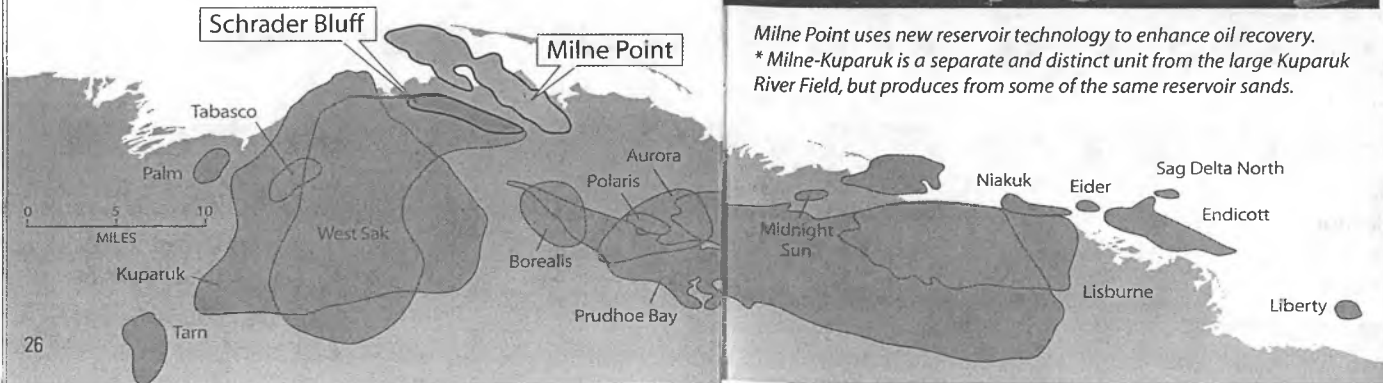 Schrader Bluff
Milne Point
Milne Point uses new reservoir technology to enhance oil recovery.
* Milne-Kuparuk is a separate and distinct unit from the large Kuparuk
River Field, but produces from some of the same reservoir sands.
Tabasco
Palm
Aurora
Polaris
Niakuk
Eider
Sag Delta North
Endicott
0 5 10
MILES
West Sak
Midnight
Sun
Borealis
Kuparuk
Prudhoe Bay
Lisburne
Liberty
Tarn
26